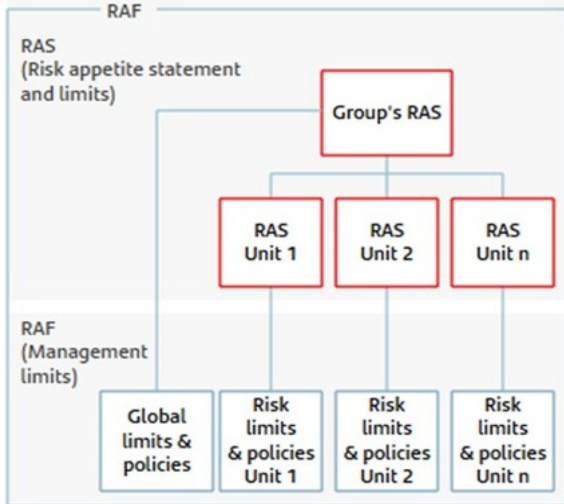 RAF
RAS
(Risk appetite statement
and limits)
Group's RAS
RAS
Unit 1
RAS
Unit 2
RAS
Unit n
RAF
(Management
limits)
Global
limits &
policies
Risk
limits
& policies
Unit 1
Risk
limits
& policies
Unit 2
Risk
limits
& policies
Unit n